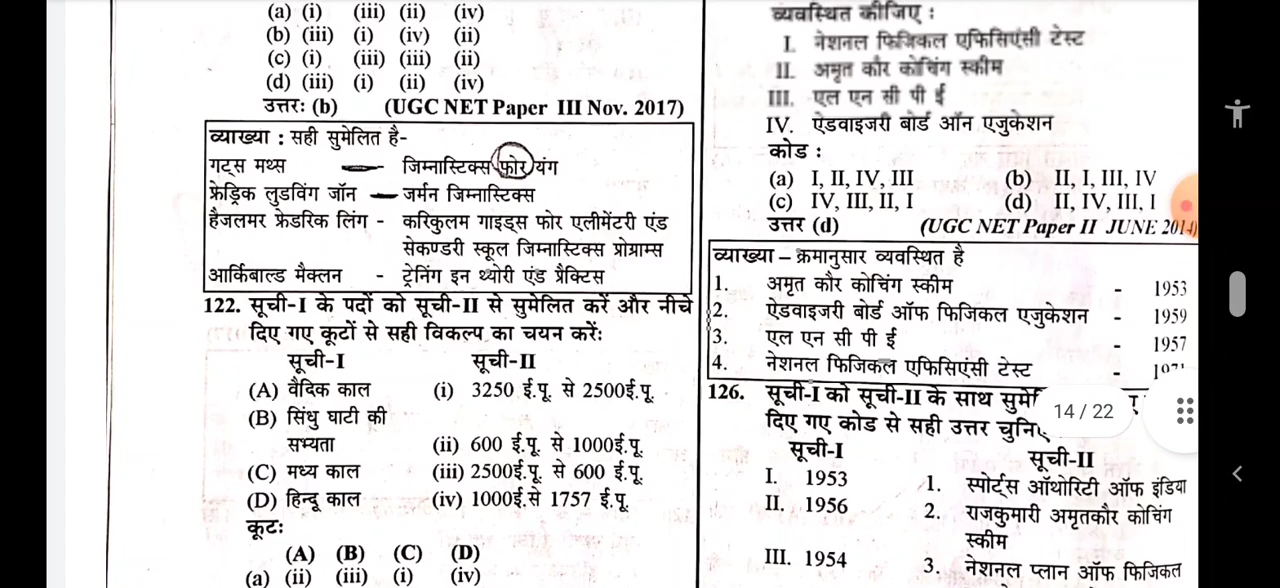 (a) (i) (iii) (ii) (iv)
(b) (iii) (i) (iv) (ii)
(c) (i) (iii) (iii) (ii)
(d) (iii) (i) (ii) (iv)
उत्तरः (b) (UGC NET Paper III Nov. 2017)
व्याख्या : सही सुमेलित है-
गट्स मथ्स — जिम्नास्टिक्स फोर यंग
फ्रेड्रिक लुडविंग जॉन — जर्मन जिम्नास्टिक्स
हैजलमर फ्रेडरिक लिंग - करिकुलम गाइड्स फोर एलीमेंटरी एंड
सेकण्डरी स्कूल जिम्नास्टिक्स प्रोग्राम्स
आर्किबाल्ड मैक्लन - ट्रेनिंग इन थ्योरी एंड प्रैक्टिस
122. सूची-I के पदों को सूची-II से सुमेलित करें और नीचे
दिए गए कूटों से सही विकल्प का चयन करेंः
सूची-I सूची-II
(A) वैदिक काल (i) 3250 ई.पू. से 2500ई.पू.
(B) सिंधु घाटी की
सभ्यता (ii) 600 ई.पू. से 1000ई.पू.
(C) मध्य काल (iii) 2500ई.पू. से 600 ई.पू.
(D) हिन्दू काल (iv) 1000ई.से 1757 ई.पू.
कूटः
(A) (B) (C) (D)
(a) (ii) (iii) (i) (iv)
व्यवस्थित कीजिए :
I. नेशनल फिजिकल एफिसिएंसी टेस्ट
II. अमृत कौर कोचिंग स्कीम
III. एल एन सी पी ई
IV. ऐडवाइजरी बोर्ड ऑन एजुकेशन
कोड :
(a) I, II, IV, III (b) II, I, III, IV
(c) IV, III, II, I (d) II, IV, III, I
उत्तर (d) (UGC NET Paper II JUNE 2014)
व्याख्या – क्रमानुसार व्यवस्थित है
1. अमृत कौर कोचिंग स्कीम - 1953
2. ऐडवाइजरी बोर्ड ऑफ फिजिकल एजुकेशन - 1959
3. एल एन सी पी ई - 1957
4. नेशनल फिजिकल एफिसिएंसी टेस्ट -
126. सूची-I को सूची-II के साथ
दिए गए कोड से सही उत्तर
सूची-I सूची-II
I. 1953 1. स्पोर्ट्स ऑथोरिटी ऑफ इंडिया
II. 1956 2. राजकुमारी अमृतकौर कोचिंग
स्कीम
III. 1954 3. नेशनल प्लान ऑफ फिजिकल
14 / 22